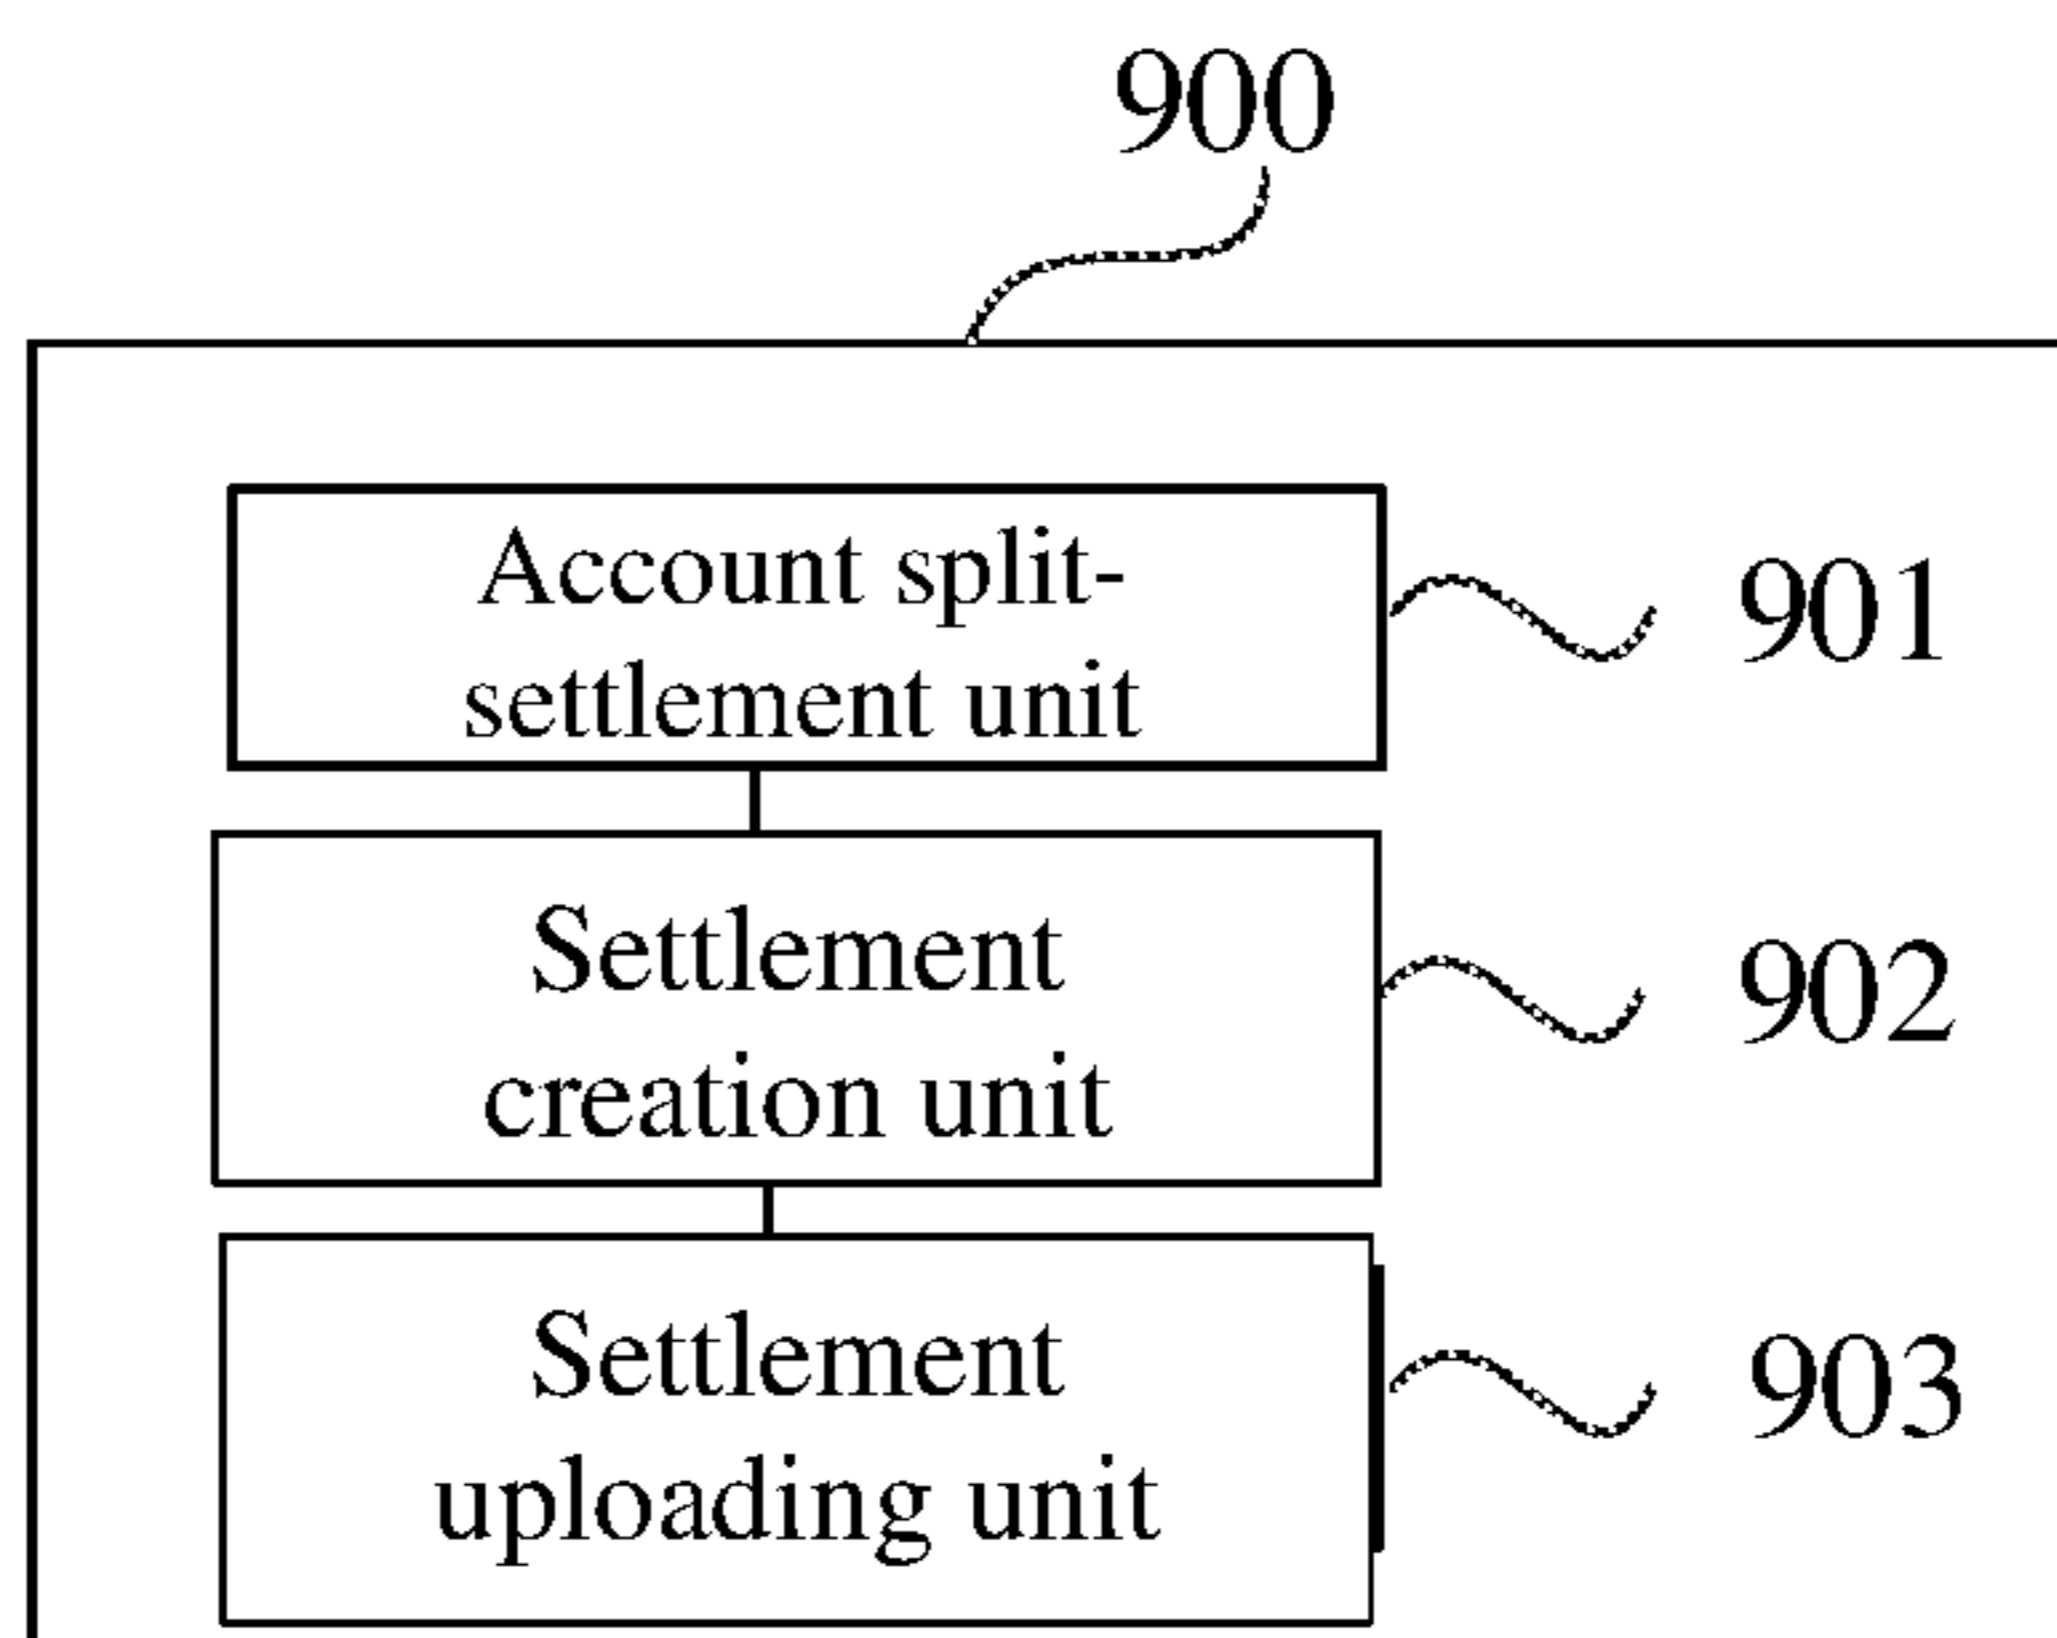 900
Account split-
settlement unit
901
Settlement
creation unit
902
Settlement
uploading unit
903